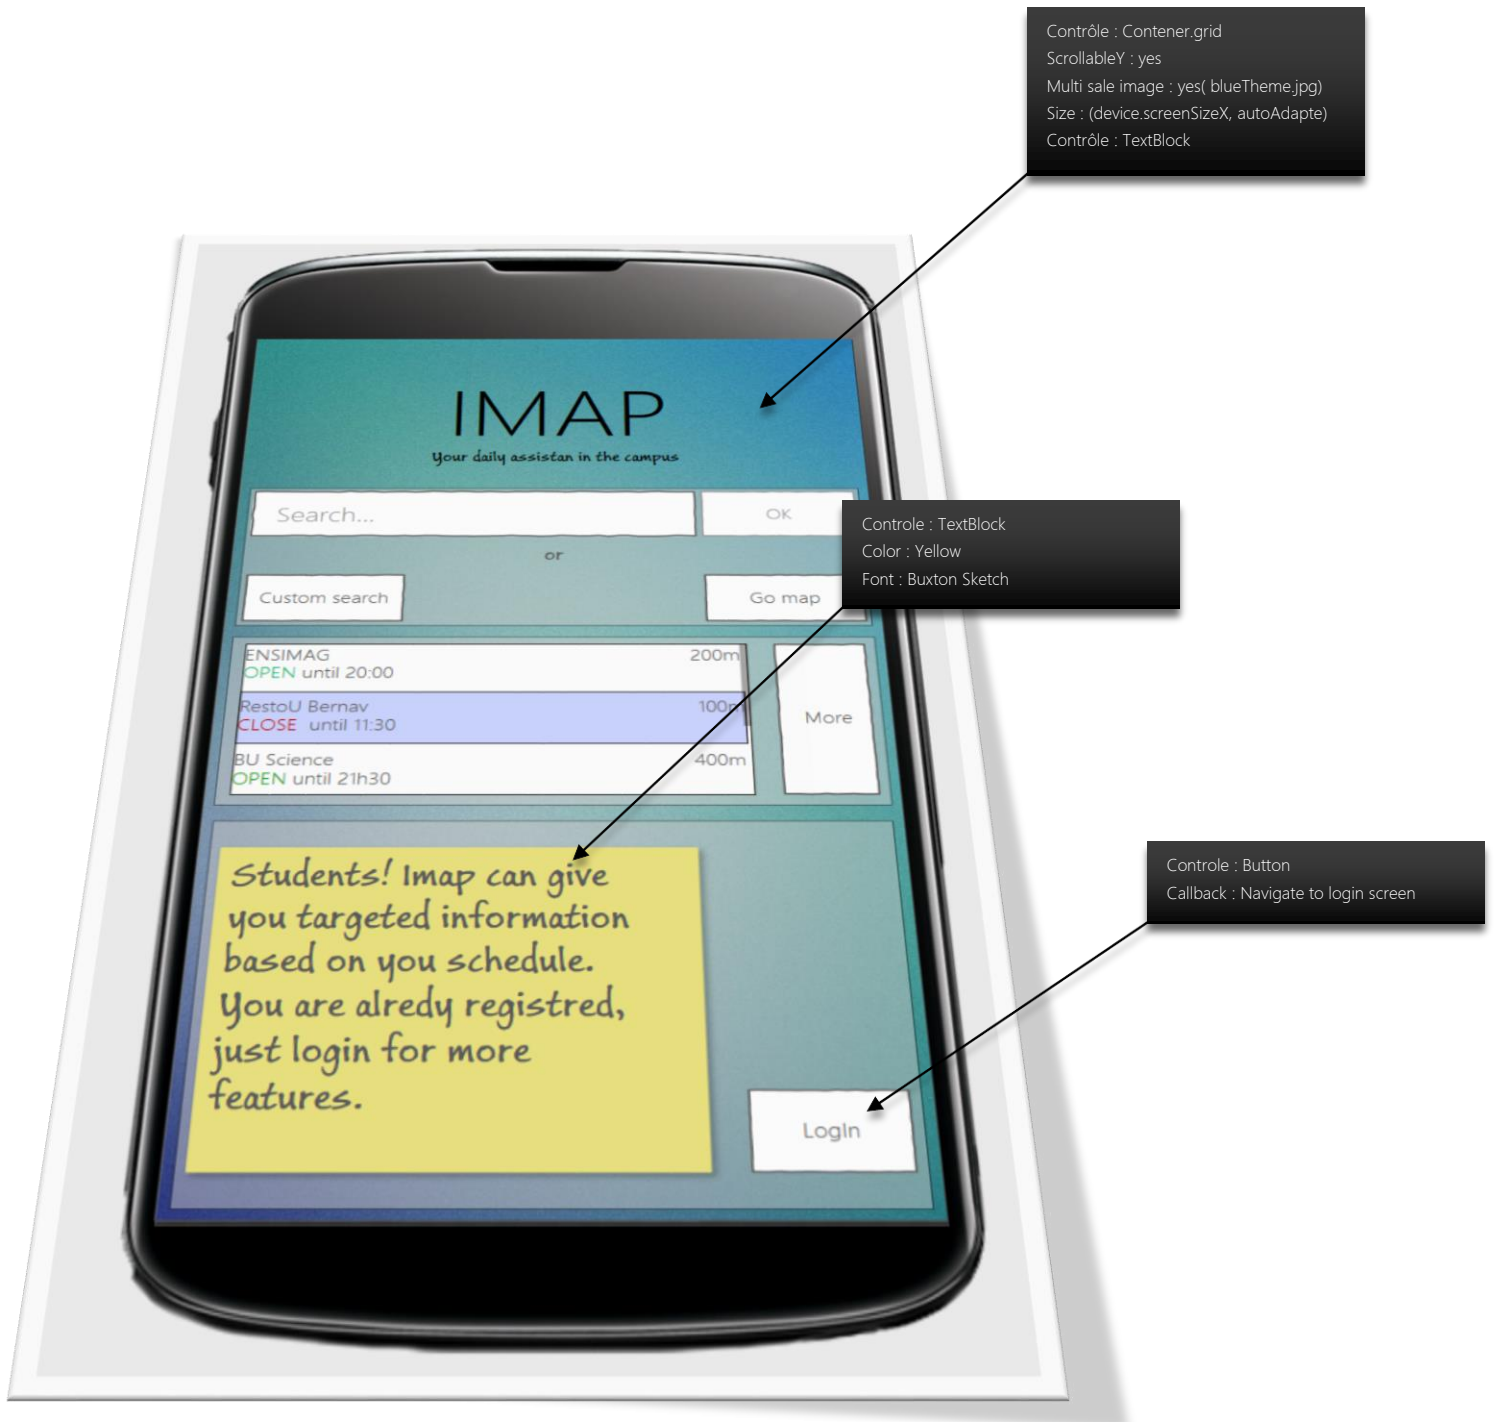 Contrôle : Contener.grid
ScrollableY : yes
Multi sale image : yes( blueTheme.jpg)
Size : (device.screenSizeX, autoAdapte)
Contrôle : TextBlock
IMAP
Your daily assistan in the campus
Search...
OK
or
Custom search
Go map
Controle : TextBlock
Color : Yellow
Font : Buxton Sketch
ENSIMAG 200m
OPEN until 20:00
RestoU Bernav 100m
CLOSE until 11:30
BU Science 400m
OPEN until 21h30
More
Students! Imap can give
you targeted information
based on you schedule.
You are alredy registred,
just login for more
features.
Controle : Button
Callback : Navigate to login screen
LogIn